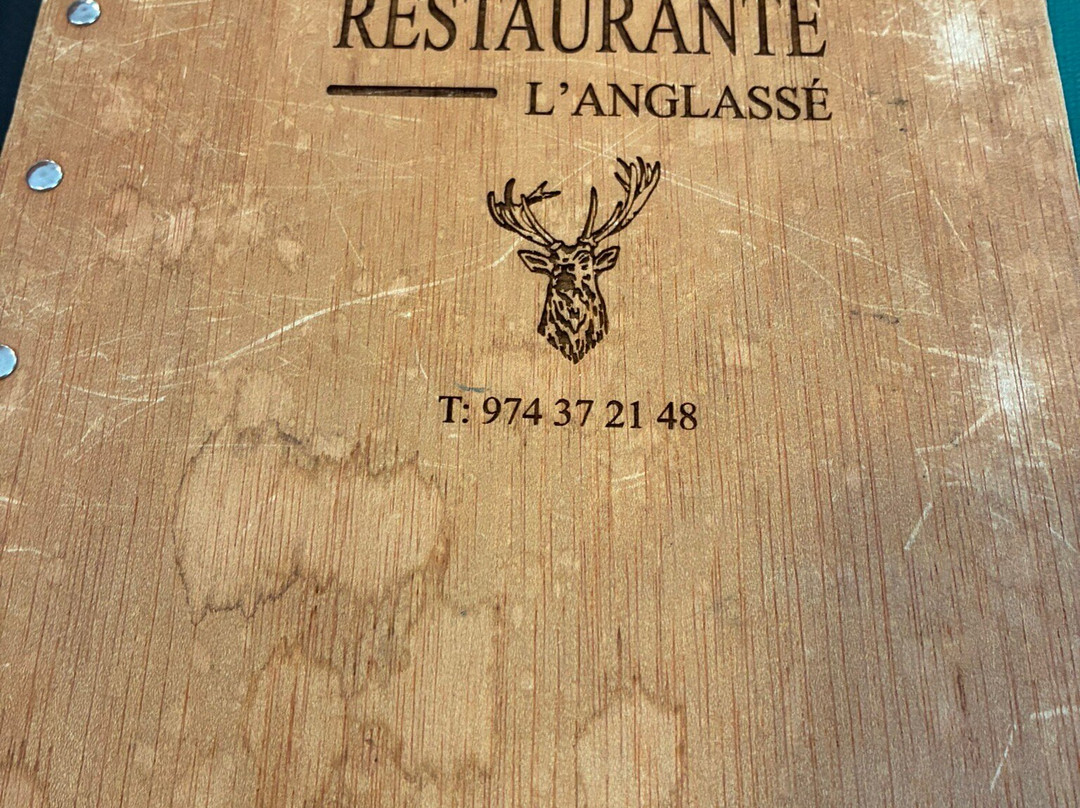 RESTAURANTE
L'ANGLASSÉ
T: 974 37 21 48